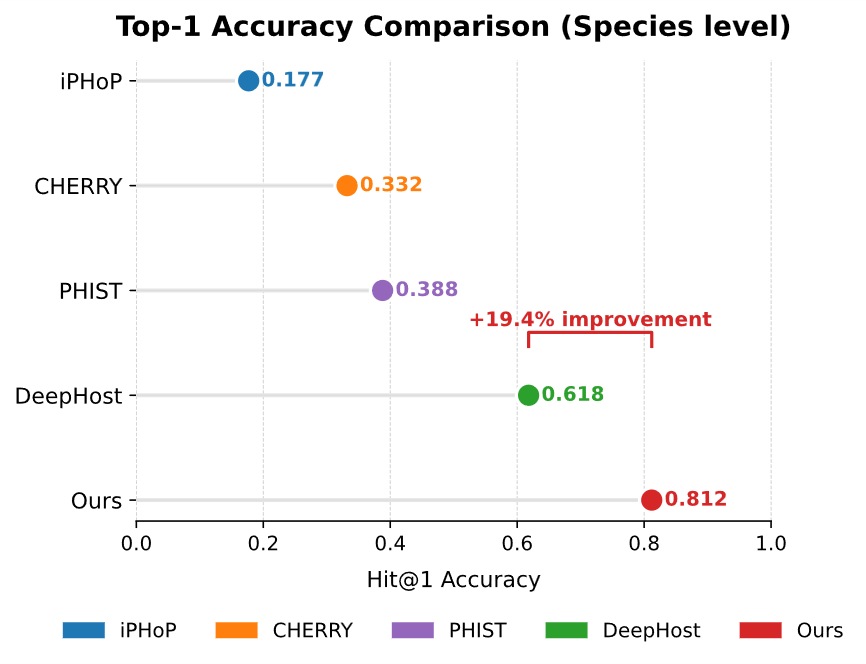 Top-1 Accuracy Comparison (Species level)
iPHoP
0.177
CHERRY
0.332
PHIST
0.388
+19.4% improvement
DeepHost
0.618
Ours
0.812
0.0 0.2 0.4 0.6 0.8 1.0
Hit@1 Accuracy
iPHoP CHERRY PHIST DeepHost Ours